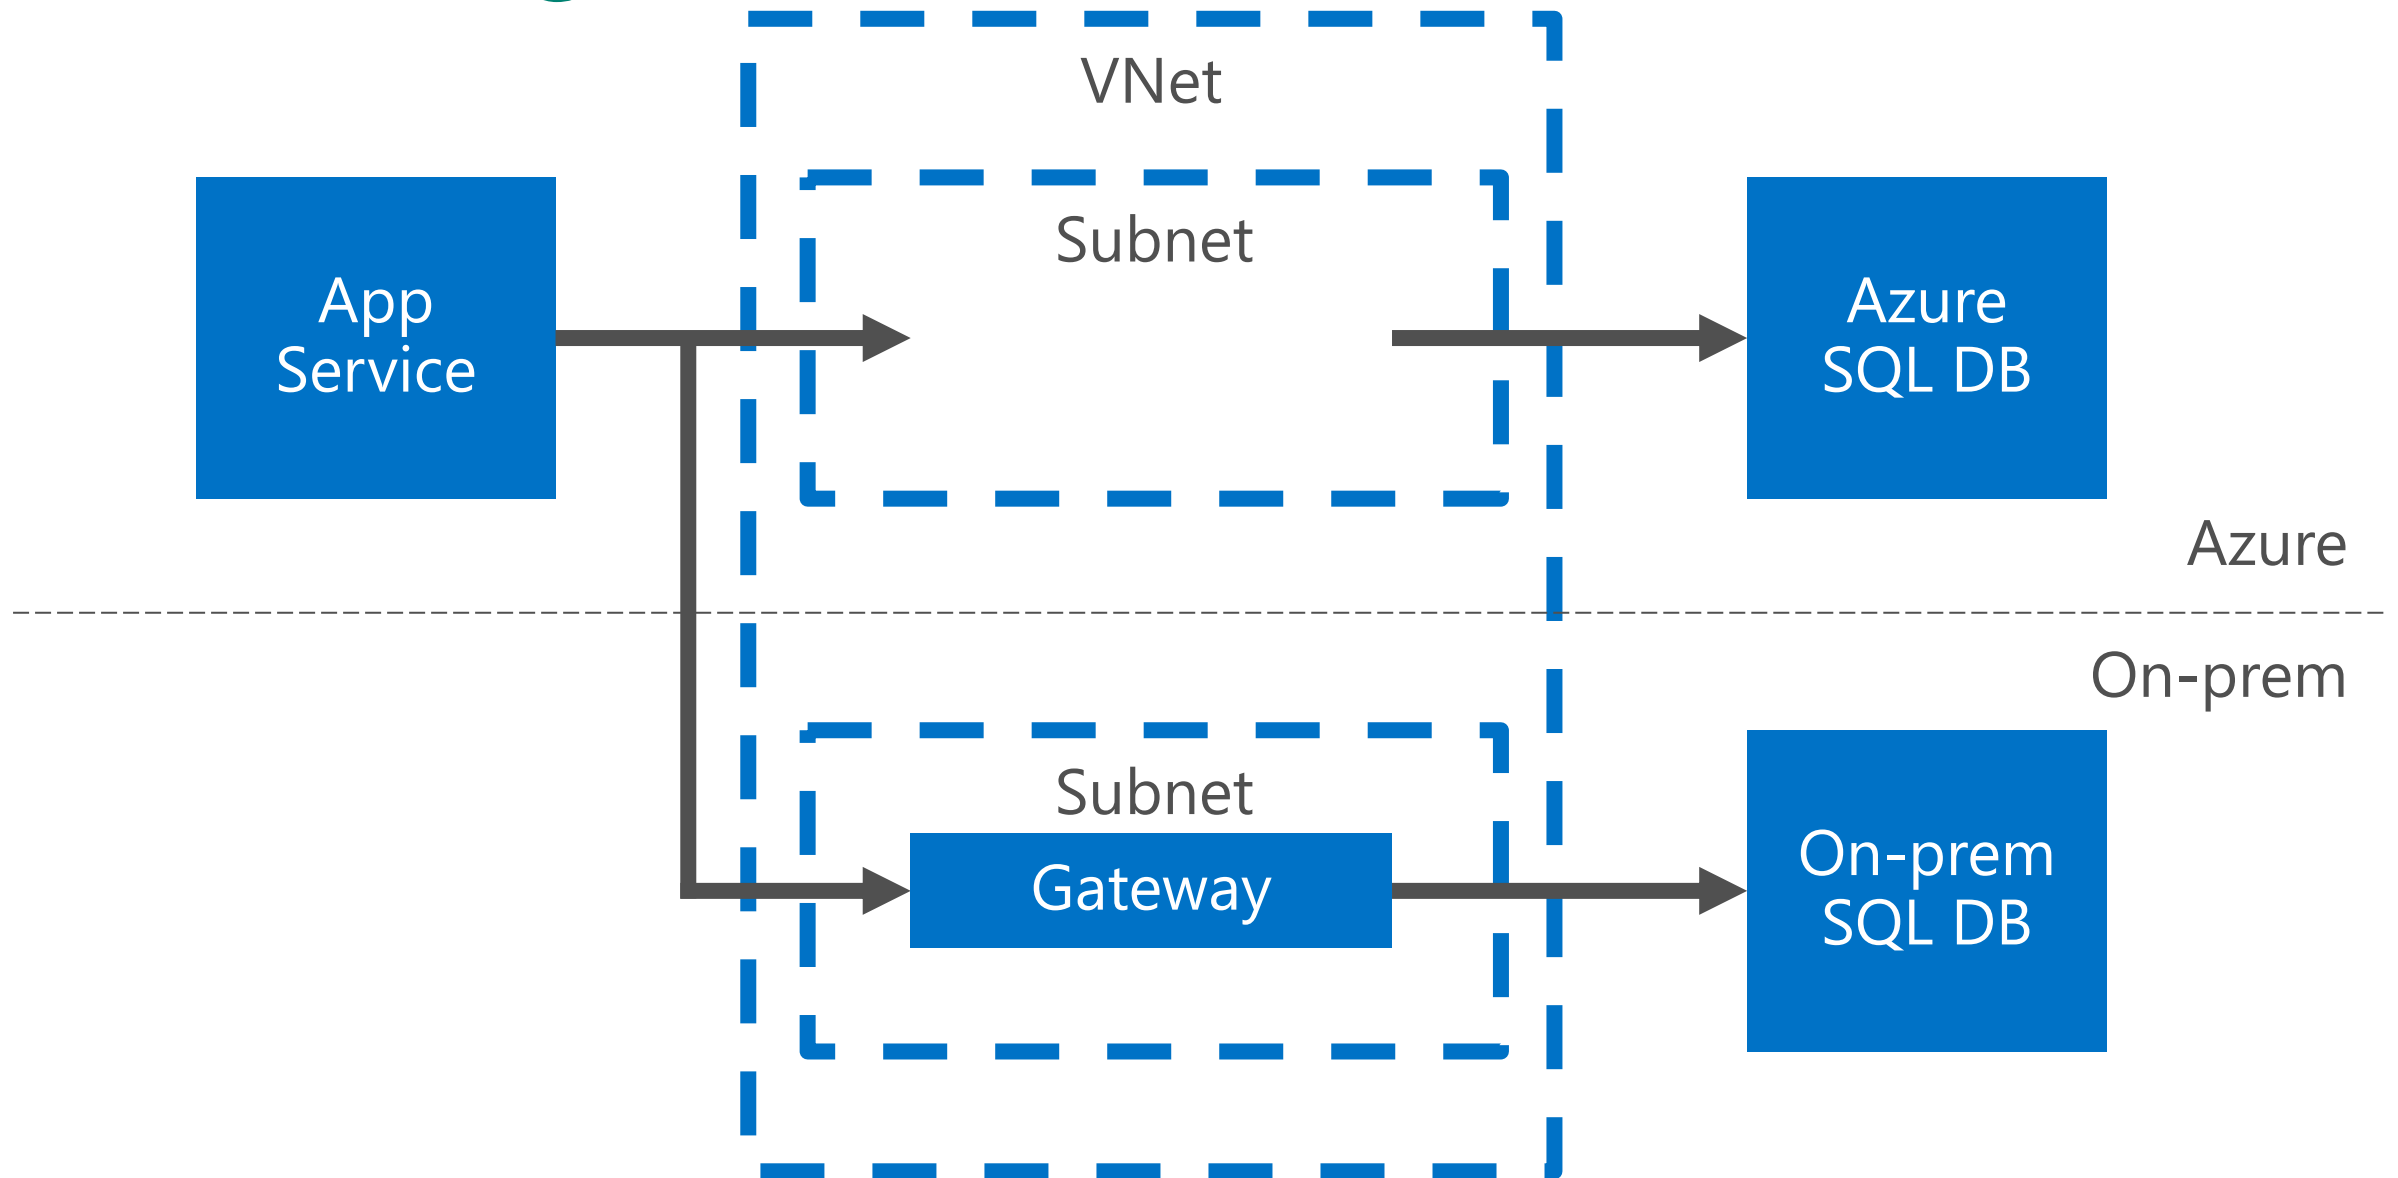 VNet
Subnet
App
Service
Azure
SQL DB
Azure
On-prem
Subnet
Gateway
On-prem
SQL DB